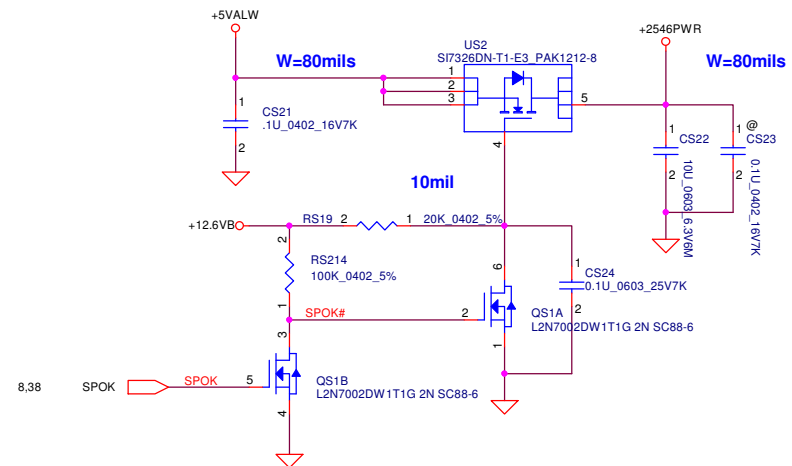 +5VALW
+2546PWR
US2
SI7326DN-T1-E3_PAK1212-8
W=80mils
W=80mils
1
2
3
5
4
1
CS21
.1U_0402_16V7K
2
@
1
CS22
10U_0603_6.3V6M
2
1
CS23
0.1U_0402_16V7K
2
10mil
+12.6VB
RS19
2
1
20K_0402_5%
2
RS214
100K_0402_5%
1
6
1
CS24
0.1U_0603_25V7K
2
SPOK#
2
QS1A
L2N7002DW1T1G 2N SC88-6
1
3
8,38
SPOK
SPOK
5
QS1B
L2N7002DW1T1G 2N SC88-6
4